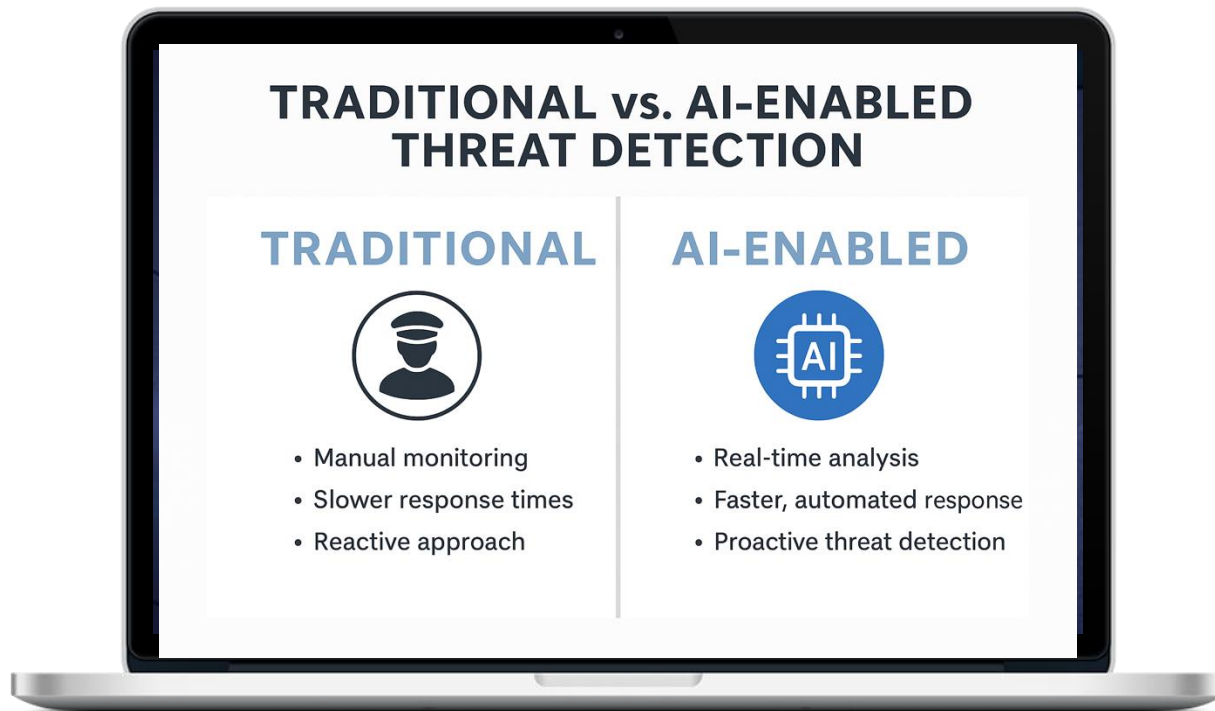 TRADITIONAL vs. AI-ENABLED
THREAT DETECTION
TRADITIONAL
• Manual monitoring
• Slower response times
• Reactive approach
AI-ENABLED
AI
• Real-time analysis
• Faster, automated response
• Proactive threat detection